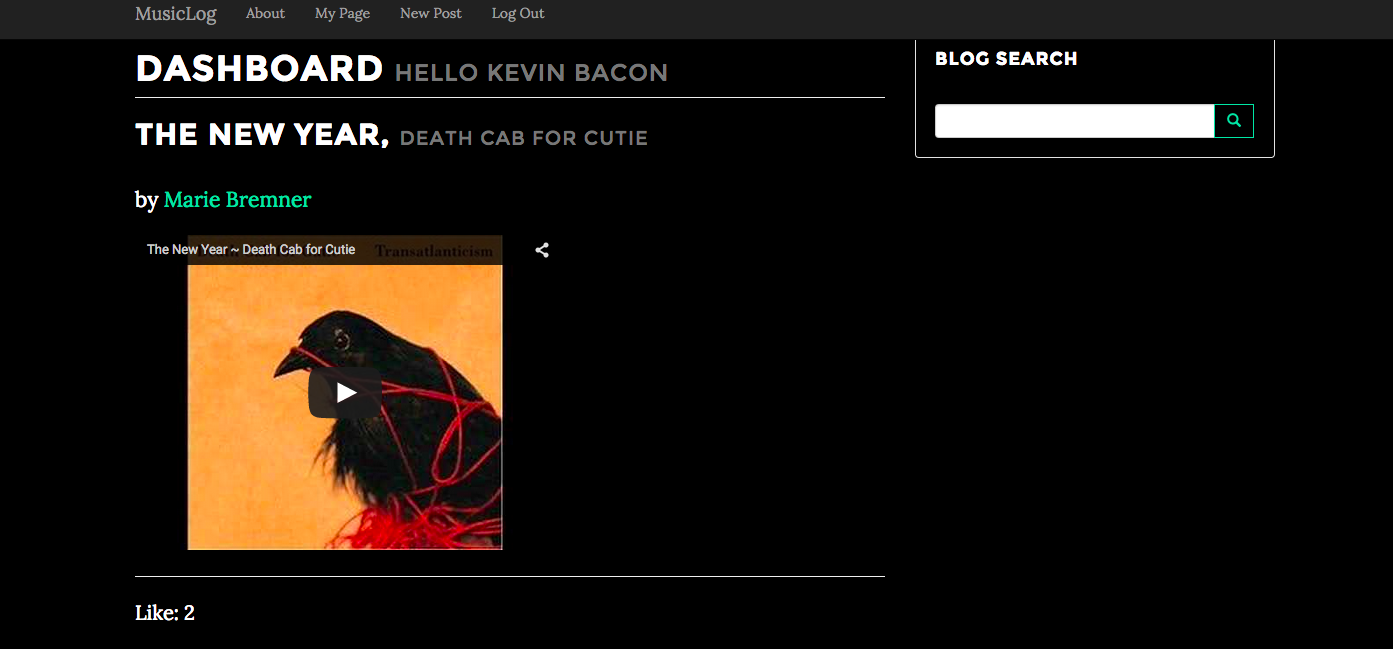 MusicLog About My Page New Post Log Out
DASHBOARD HELLO KEVIN BACON
THE NEW YEAR, DEATH CAB FOR CUTIE
by Marie Bremner
The New Year ~ Death Cab for Cutie
Transatlanticism
Like: 2
BLOG SEARCH